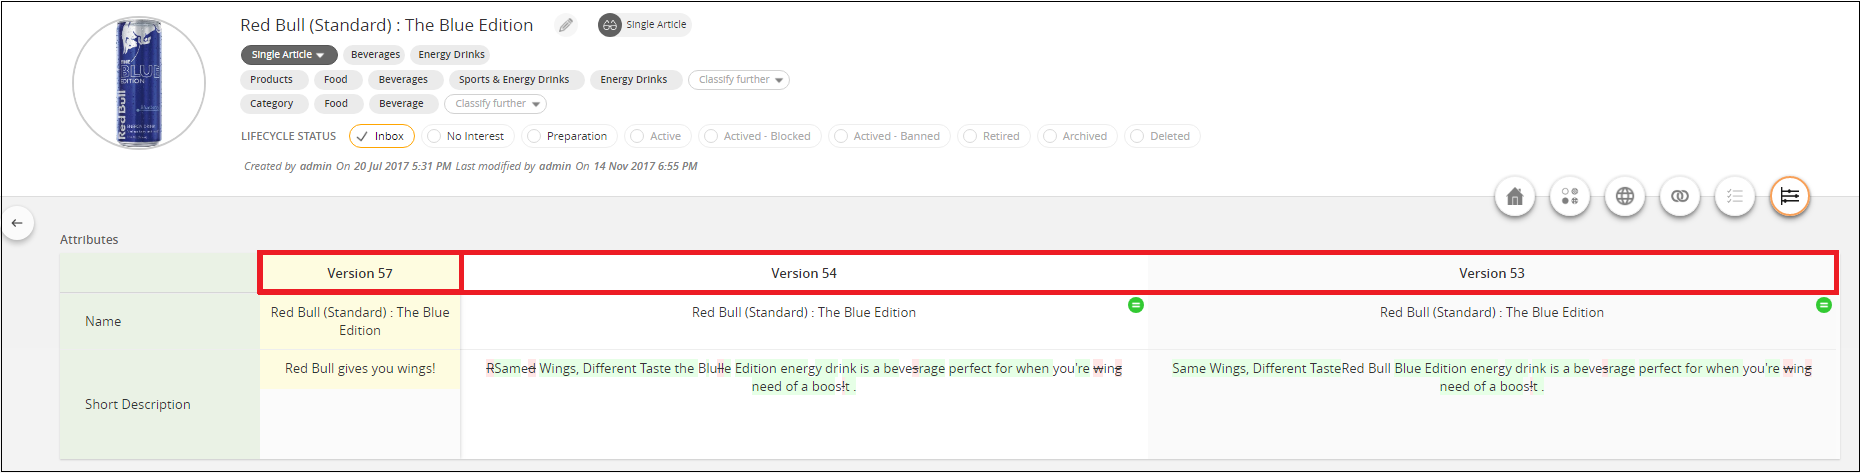 Red Bull (Standard) : The Blue Edition
Single Article
Single Article Beverages Energy Drinks
Products Food Beverages Sports & Energy Drinks Energy Drinks Classify further
Category Food Beverage Classify further
LIFECYCLE STATUS Inbox No Interest Preparation Active Actived - Blocked Actived - Banned Retired Archived Deleted
Created by admin On 20 Jul 2017 5:31 PM Last modified by admin On 14 Nov 2017 6:55 PM
THE
BLUE
EDITION
Red Bull
Attributes
Version 57 Version 54 Version 53
Name
Red Bull (Standard) : The Blue
Edition
Red Bull (Standard) : The Blue Edition
Red Bull (Standard) : The Blue Edition
Short Description
Red Bull gives you wings!
RSamed Wings, Different Taste the Blulle Edition energy drink is a bevesrage perfect for when you're wing
need of a boos!t .
Same Wings, Different TasteRed Bull Blue Edition energy drink is a bevesrage perfect for when you're wing
need of a boos!t .